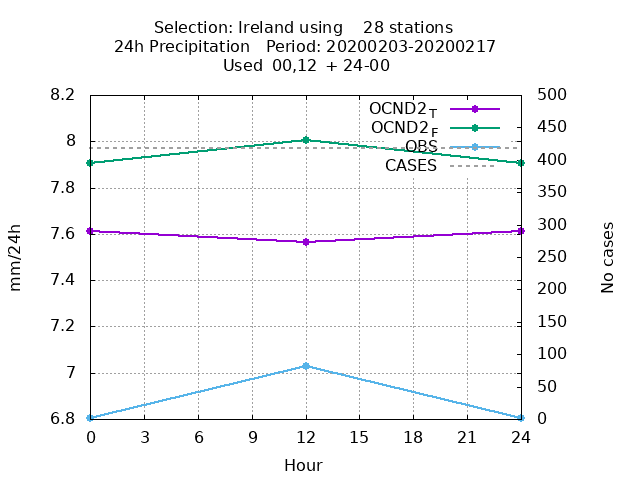 Selection: Ireland using 28 stations
24h Precipitation Period: 20200203-20200217
Used 00,12 + 24-00
8.2
8
7.8
7.6
7.4
7.2
7
6.8
mm/24h
OCND2T
OCND2F
OBS
CASES
500
450
400
350
300
250
200
150
100
50
0
No cases
0 3 6 9 12 15 18 21 24
Hour